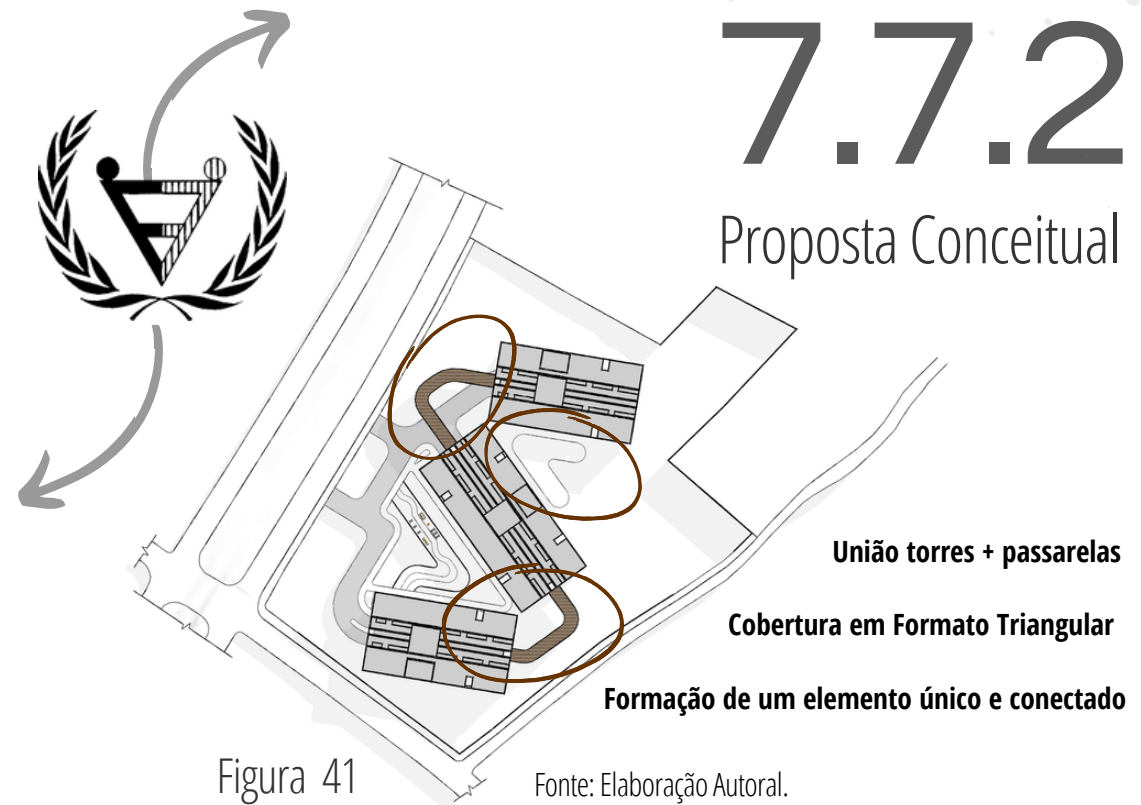 7.7.2
Proposta Conceitual
União torres + passarelas
Cobertura em Formato Triangular
Formação de um elemento único e conectado
Figura 41
Fonte: Elaboração Autoral.